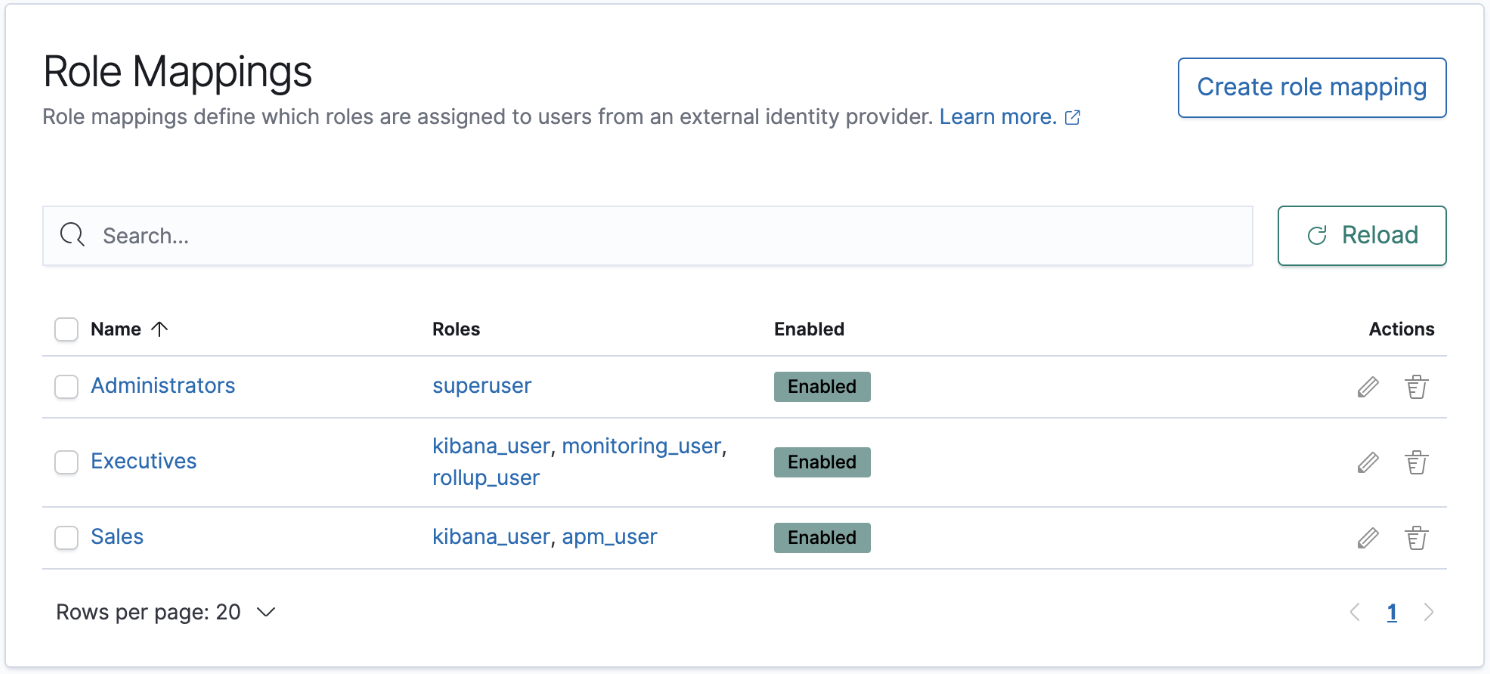 Role Mappings
Create role mapping
Role mappings define which roles are assigned to users from an external identity provider. Learn more.
Search...
Reload
Name Roles Enabled Actions
Administrators superuser Enabled
Executives kibana_user, monitoring_user, Enabled
rollup_user
Sales kibana_user, apm_user Enabled
Rows per page: 20 1